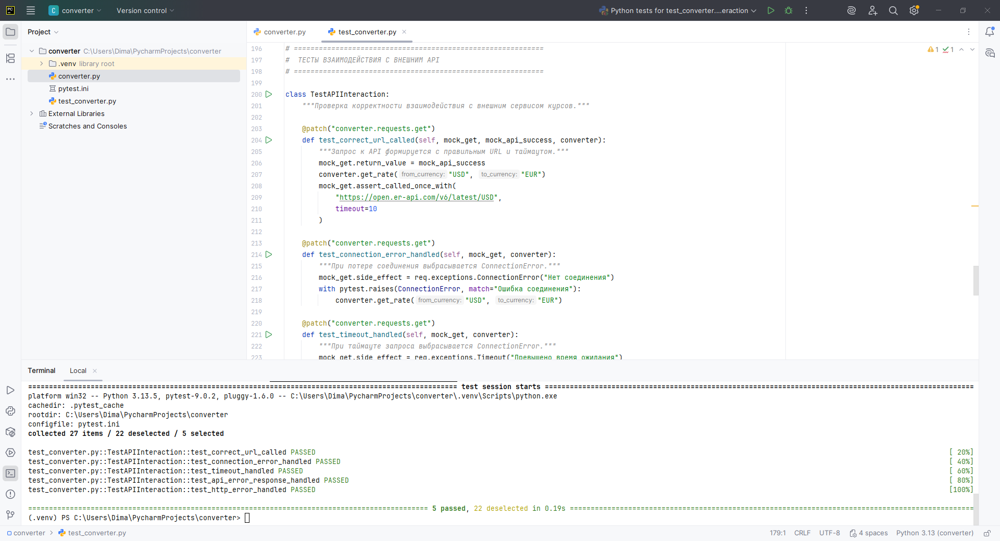 PC C converter Version control Python tests for test_converter....eraction
Project
converter.py test_converter.py
converter C:\Users\Dima\PycharmProjects\converter
.venv library root
converter.py
pytest.ini
test_converter.py
External Libraries
Scratches and Consoles
1 1
196 # ============================================================
197 # ТЕСТЫ ВЗАИМОДЕЙСТВИЯ С ВНЕШНИМ API
198 # ============================================================
199
200 class TestAPIInteraction:
201 """Проверка корректности взаимодействия с внешним сервисом курсов."""
202
203 @patch("converter.requests.get")
204 def test_correct_url_called(self, mock_get, mock_api_success, converter):
205 """Запрос к API формируется с правильным URL и таймаутом."""
206 mock_get.return_value = mock_api_success
207 converter.get_rate( from_currency: "USD", to_currency: "EUR")
208 mock_get.assert_called_once_with(
209 "https://open.er-api.com/v6/latest/USD",
210 timeout=10
211 )
212
213 @patch("converter.requests.get")
214 def test_connection_error_handled(self, mock_get, converter):
215 """При потере соединения выбрасывается ConnectionError."""
216 mock_get.side_effect = req.exceptions.ConnectionError("Нет соединения")
217 with pytest.raises(ConnectionError, match="Ошибка соединения"):
218 converter.get_rate( from_currency: "USD", to_currency: "EUR")
219
220 @patch("converter.requests.get")
221 def test_timeout_handled(self, mock_get, converter):
222 """При таймауте запроса выбрасывается ConnectionError."""
223 mock_get.side_effect = req.exceptions.Timeout("Превышено время ожидания")
Terminal Local
======================================================================================================= test session starts =======================================================================================================
platform win32 -- Python 3.13.5, pytest-9.0.2, pluggy-1.6.0 -- C:\Users\Dima\PycharmProjects\converter\.venv\Scripts\python.exe
cachedir: .pytest_cache
rootdir: C:\Users\Dima\PycharmProjects\converter
configfile: pytest.ini
collected 27 items / 22 deselected / 5 selected
test_converter.py::TestAPIInteraction::test_correct_url_called PASSED [ 20%]
test_converter.py::TestAPIInteraction::test_connection_error_handled PASSED [ 40%]
test_converter.py::TestAPIInteraction::test_timeout_handled PASSED [ 60%]
test_converter.py::TestAPIInteraction::test_api_error_response_handled PASSED [ 80%]
test_converter.py::TestAPIInteraction::test_http_error_handled PASSED [100%]
================================================================================================ 5 passed, 22 deselected in 0.19s =================================================================================================
(.venv) PS C:\Users\Dima\PycharmProjects\converter>
converter test_converter.py 179:1 CRLF UTF-8 4 spaces Python 3.13 (converter)